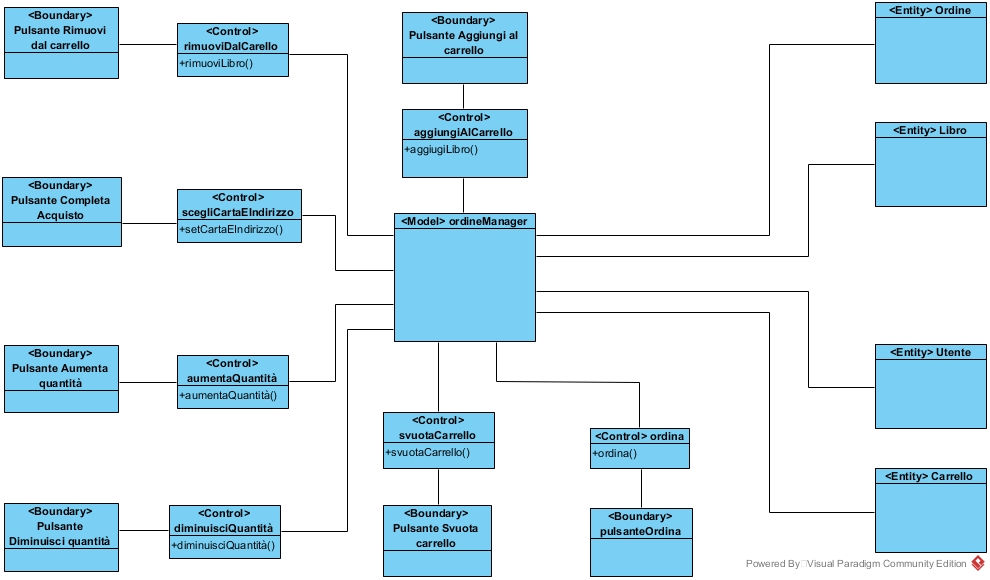 <Boundary>
Pulsante Rimuovi
dal carrello
<Control>
rimuoviDalCarello
+rimuoviLibro()
<Boundary>
Pulsante Aggiungi al
carrello
<Control>
aggiungiAlCarrello
+aggiugiLibro()
<Entity> Ordine
<Entity> Libro
<Boundary>
Pulsante Completa
Acquisto
<Control>
scegliCartaEIndirizzo
+setCartaEIndirizzo()
<Model> ordineManager
<Boundary>
Pulsante Aumenta
quantità
<Control>
aumentaQuantità
+aumentaQuantità()
<Entity> Utente
<Control>
svuotaCarrello
+svuotaCarrello()
<Control> ordina
+ordina()
<Entity> Carrello
<Boundary>
Pulsante
Diminusci quantità
<Control>
diminusciQuantità
+diminusciQuantità()
<Boundary>
Pulsante Svuota
carrello
<Boundary>
pulsanteOrdina
Powered By Visual Paradigm Community Edition